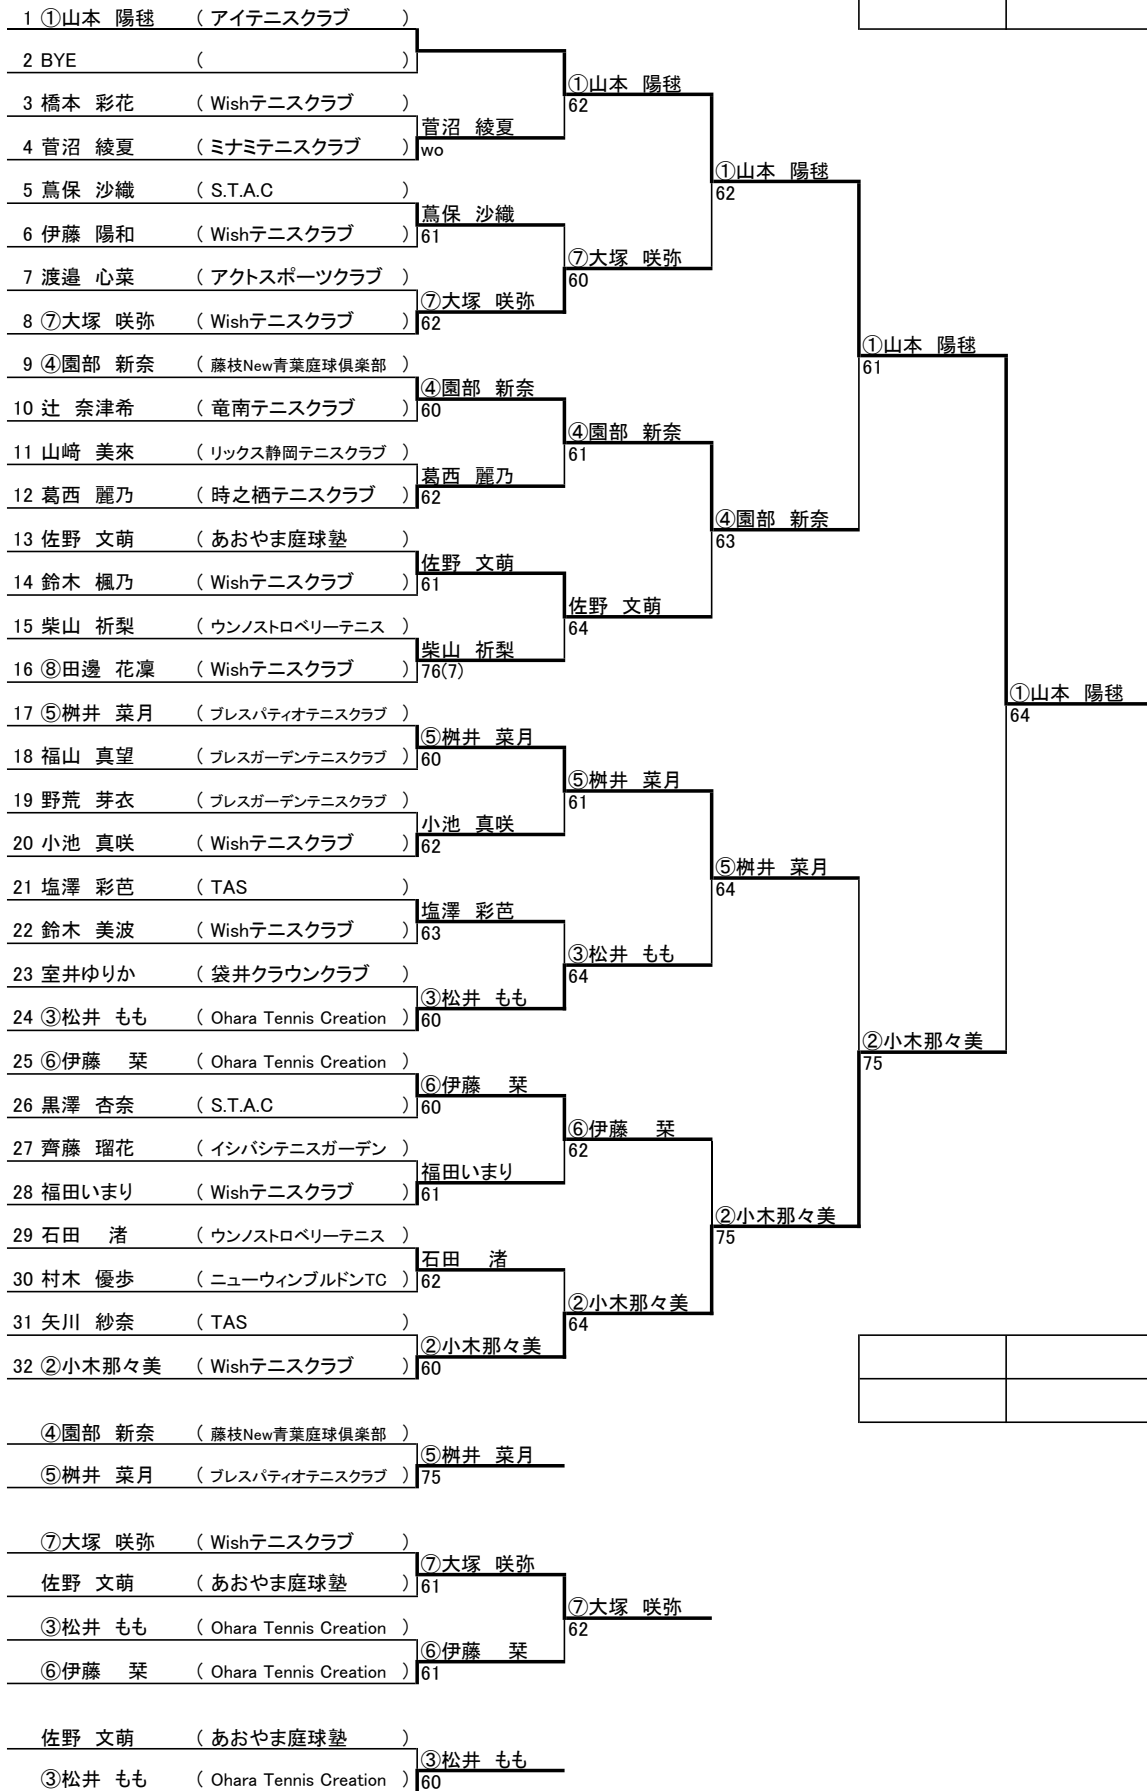 1 ①山本 陽毬 ( アイテニスクラブ )
2 BYE ( )
①山本 陽毬
62
3 橋本 彩花 ( Wishテニスクラブ )
菅沼 綾夏
wo
4 菅沼 綾夏 ( ミナミテニスクラブ )
①山本 陽毬
62
5 蔦保 沙織 ( S.T.A.C )
蔦保 沙織
61
6 伊藤 陽和 ( Wishテニスクラブ )
⑦大塚 咲弥
60
7 渡邉 心菜 ( アクトスポーツクラブ )
⑦大塚 咲弥
62
8 ⑦大塚 咲弥 ( Wishテニスクラブ )
①山本 陽毬
61
9 ④園部 新奈 ( 藤枝New青葉庭球倶楽部 )
④園部 新奈
60
10 辻 奈津希 ( 竜南テニスクラブ )
④園部 新奈
61
11 山﨑 美來 ( リックス静岡テニスクラブ )
葛西 麗乃
62
12 葛西 麗乃 ( 時之栖テニスクラブ )
④園部 新奈
63
13 佐野 文萌 ( あおやま庭球塾 )
佐野 文萌
61
14 鈴木 楓乃 ( Wishテニスクラブ )
佐野 文萌
64
15 柴山 祈梨 ( ウンノストロベリーテニス )
柴山 祈梨
76(7)
16 ⑧田邊 花凜 ( Wishテニスクラブ )
①山本 陽毬
64
17 ⑤桝井 菜月 ( ブレスパティオテニスクラブ )
⑤桝井 菜月
60
18 福山 真望 ( ブレスガーデンテニスクラブ )
⑤桝井 菜月
61
19 野荒 芽衣 ( ブレスガーデンテニスクラブ )
小池 真咲
62
20 小池 真咲 ( Wishテニスクラブ )
⑤桝井 菜月
64
21 塩澤 彩芭 ( TAS )
塩澤 彩芭
63
22 鈴木 美波 ( Wishテニスクラブ )
③松井 もも
64
23 室井ゆりか ( 袋井クラウンクラブ )
③松井 もも
60
24 ③松井 もも ( Ohara Tennis Creation )
②小木那々美
75
25 ⑥伊藤 栞 ( Ohara Tennis Creation )
⑥伊藤 栞
60
26 黒澤 杏奈 ( S.T.A.C )
⑥伊藤 栞
62
27 齊藤 瑠花 ( イシバシテニスガーデン )
福田いまり
61
28 福田いまり ( Wishテニスクラブ )
②小木那々美
75
29 石田 渚 ( ウンノストロベリーテニス )
石田 渚
62
30 村木 優歩 ( ニューウィンブルドンTC )
②小木那々美
64
31 矢川 紗奈 ( TAS )
②小木那々美
60
32 ②小木那々美 ( Wishテニスクラブ )
④園部 新奈 ( 藤枝New青葉庭球倶楽部 )
⑤桝井 菜月
75
⑤桝井 菜月 ( ブレスパティオテニスクラブ )
⑦大塚 咲弥 ( Wishテニスクラブ )
⑦大塚 咲弥
61
佐野 文萌 ( あおやま庭球塾 )
⑦大塚 咲弥
62
③松井 もも ( Ohara Tennis Creation )
⑥伊藤 栞
61
⑥伊藤 栞 ( Ohara Tennis Creation )
佐野 文萌 ( あおやま庭球塾 )
③松井 もも
60
③松井 もも ( Ohara Tennis Creation )